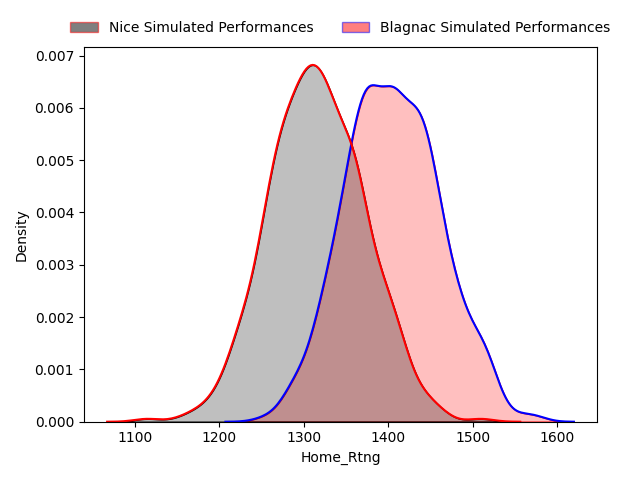 Nice Simulated Performances
Blagnac Simulated Performances
0.007
0.006
0.005
0.004
0.003
0.002
0.001
0.000
Density
1100 1200 1300 1400 1500 1600
Home_Rtng